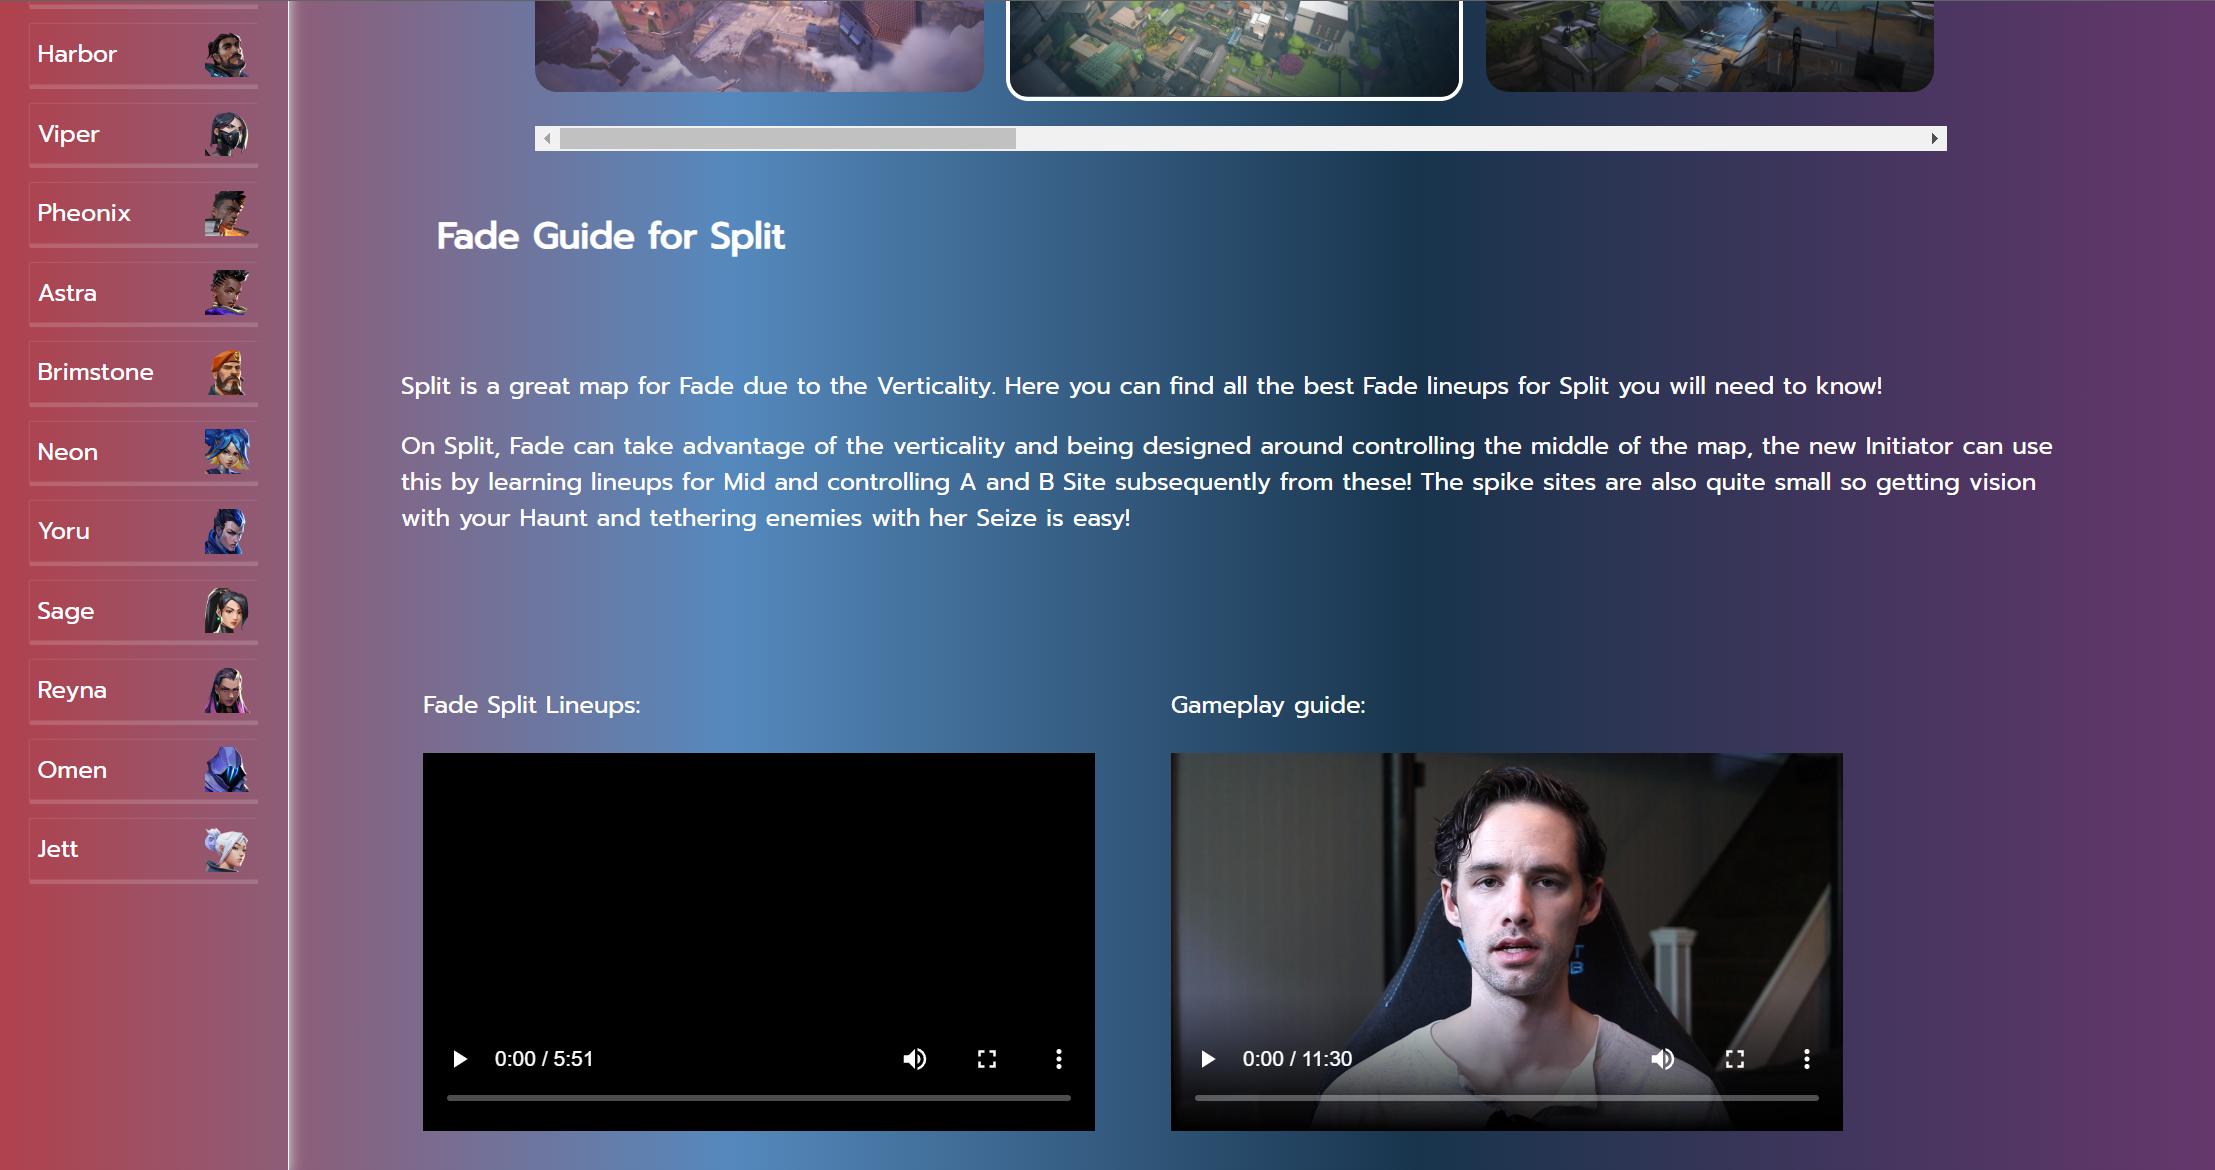 Harbor
Viper
Pheonix
Astra
Brimstone
Neon
Yoru
Sage
Reyna
Omen
Jett
Fade Guide for Split
Split is a great map for Fade due to the Verticality. Here you can find all the best Fade lineups for Split you will need to know!
On Split, Fade can take advantage of the verticality and being designed around controlling the middle of the map, the new Initiator can use
this by learning lineups for Mid and controlling A and B Site subsequently from these! The spike sites are also quite small so getting vision
with your Haunt and tethering enemies with her Seize is easy!
Fade Split Lineups:
Gameplay guide:
0:00 / 5:51
0:00 / 11:30